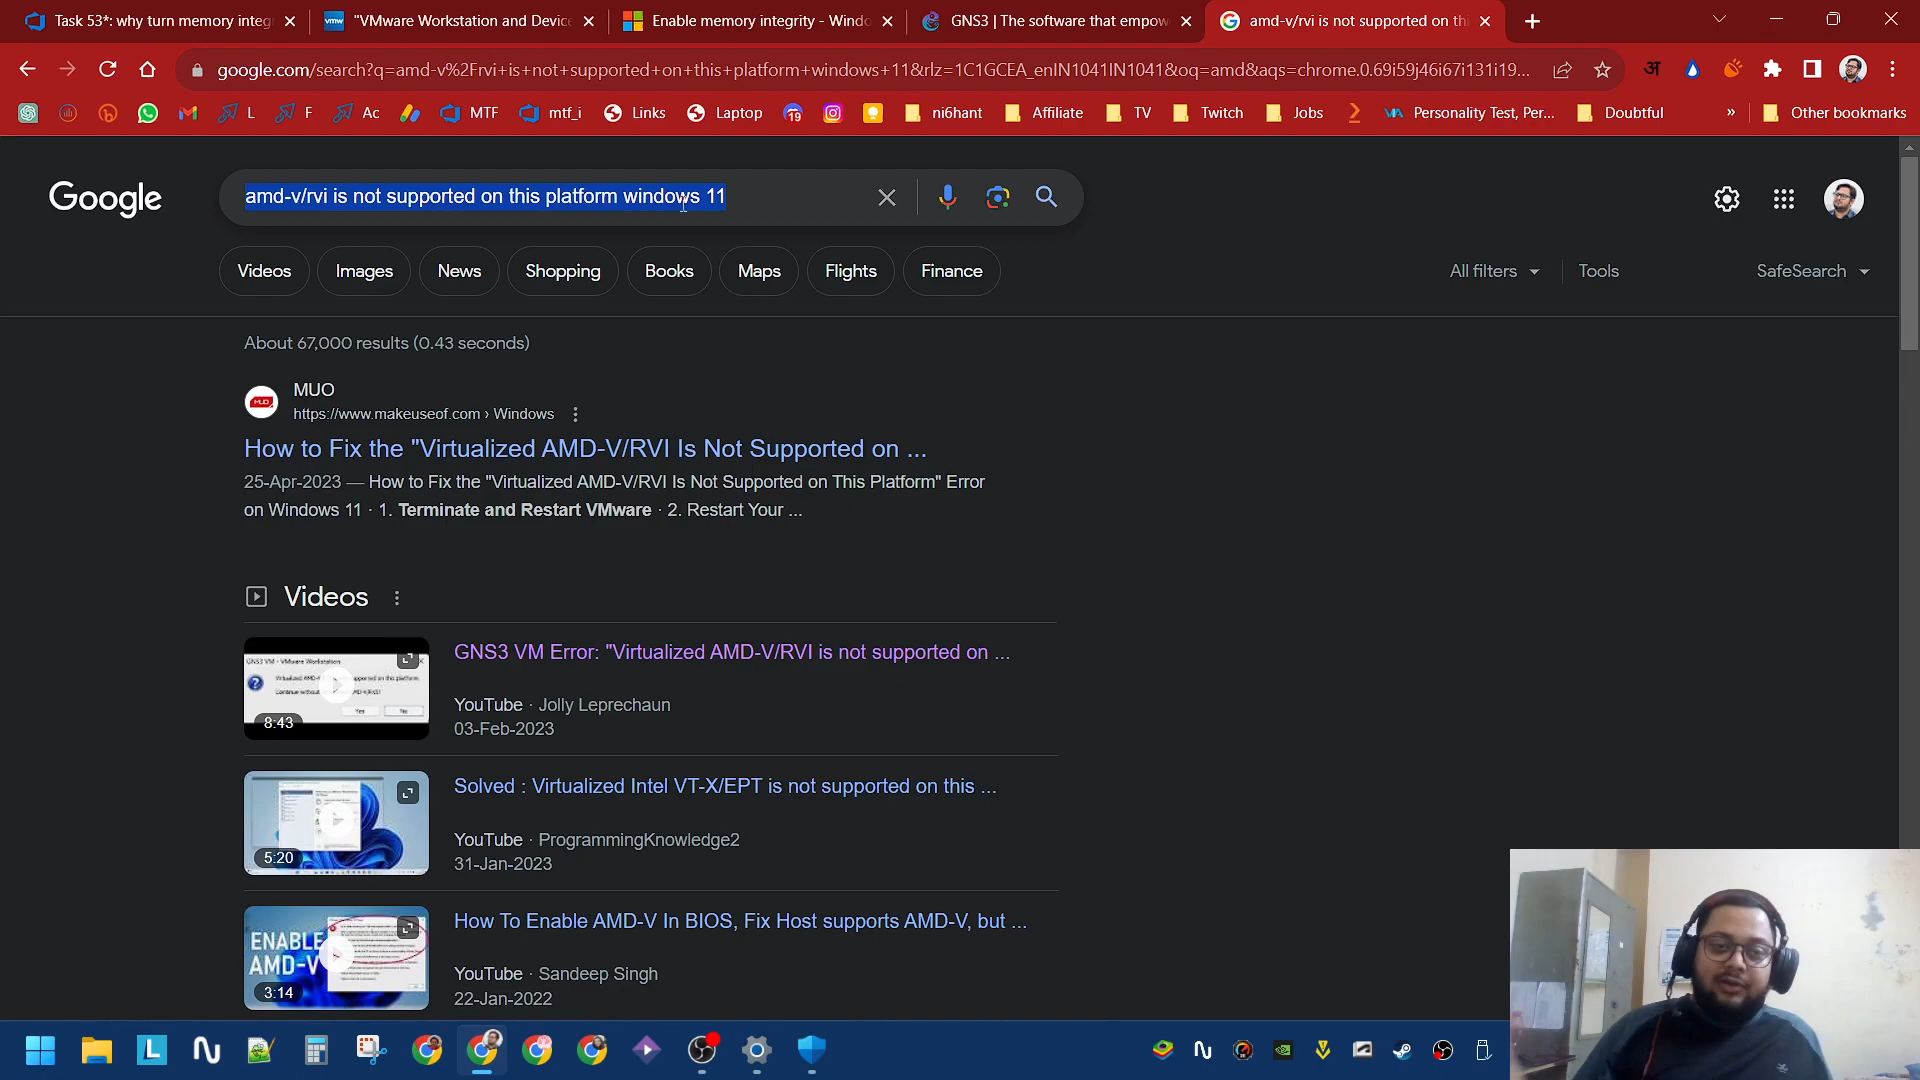 Task 53*: why turn memory integ
"VMware Workstation and Device
Enable memory integrity - Windo
GNS3 | The software that empow
amd-v/rvi is not supported on thi
google.com/search?q=amd-v%2Frvi+is+not+supported+on+this+platform+windows+11&rlz=1C1GCEA_enIN1041IN1041&oq=amd&aqs=chrome.0.69i59j46i67i131i19...
L
F
Ac
MTF
mtf_i
Links
Laptop
19
ni6hant
Affiliate
TV
Twitch
Jobs
Personality Test, Per...
Doubtful
»
Other bookmarks
Google
amd-v/rvi is not supported on this platform windows 11
Videos
Images
News
Shopping
Books
Maps
Flights
Finance
All filters
Tools
SafeSearch
About 67,000 results (0.43 seconds)
MUO
https://www.makeuseof.com › Windows
How to Fix the "Virtualized AMD-V/RVI Is Not Supported on ...
25-Apr-2023 — How to Fix the "Virtualized AMD-V/RVI Is Not Supported on This Platform" Error
on Windows 11 · 1. Terminate and Restart VMware · 2. Restart Your ...
Videos
GNS3 VM Error: "Virtualized AMD-V/RVI is not supported on ...
YouTube · Jolly Leprechaun
03-Feb-2023
GNS3 VM - VMware Workstation
Yes
No
8:43
Solved : Virtualized Intel VT-X/EPT is not supported on this ...
YouTube · ProgrammingKnowledge2
31-Jan-2023
5:20
How To Enable AMD-V In BIOS, Fix Host supports AMD-V, but ...
YouTube · Sandeep Singh
22-Jan-2022
ENABLE
AMD-V
3:14